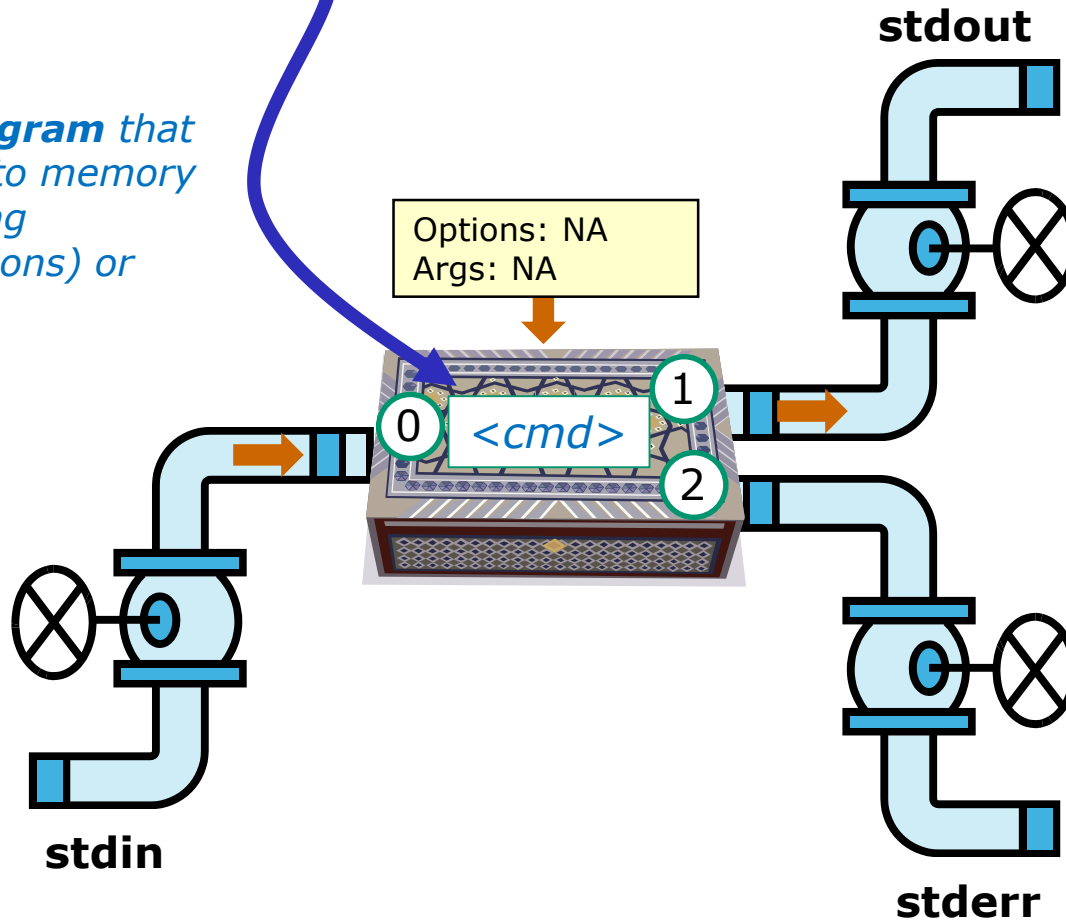 stdout
gram that
to memory
ng
ons) or
Options: NA
Args: NA
1
0
<cmd>
2
stdin
stderr